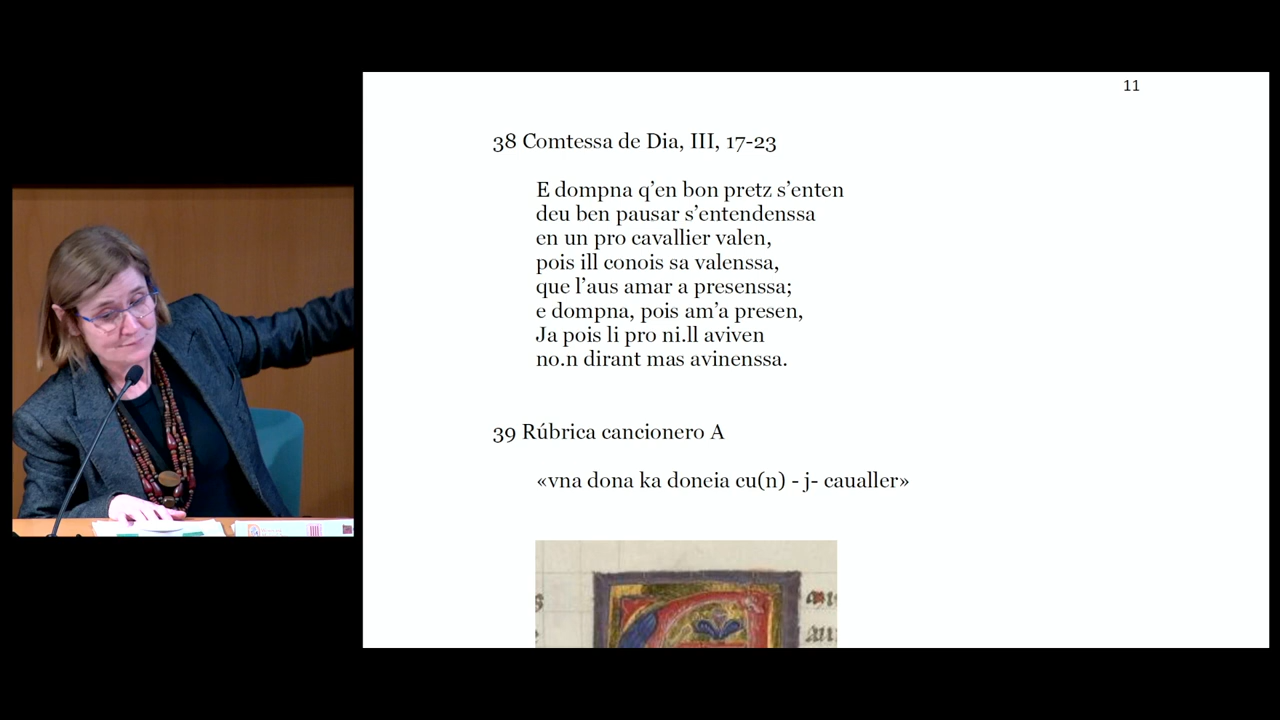 11
38 Comtessa de Dia, III, 17-23
E dompna q’en bon pretz s’enten
deu ben pausar s’entendenssa
en un pro cavallier valen,
pois ill conois sa valenssa,
que l’aus amar a presenssa;
e dompna, pois am’a presen,
Ja pois li pro ni.ll aviven
no.n dirant mas avinenssa.
39 Rúbrica cancionero A
«vna dona ka doneia cu(n) - j- caualler»